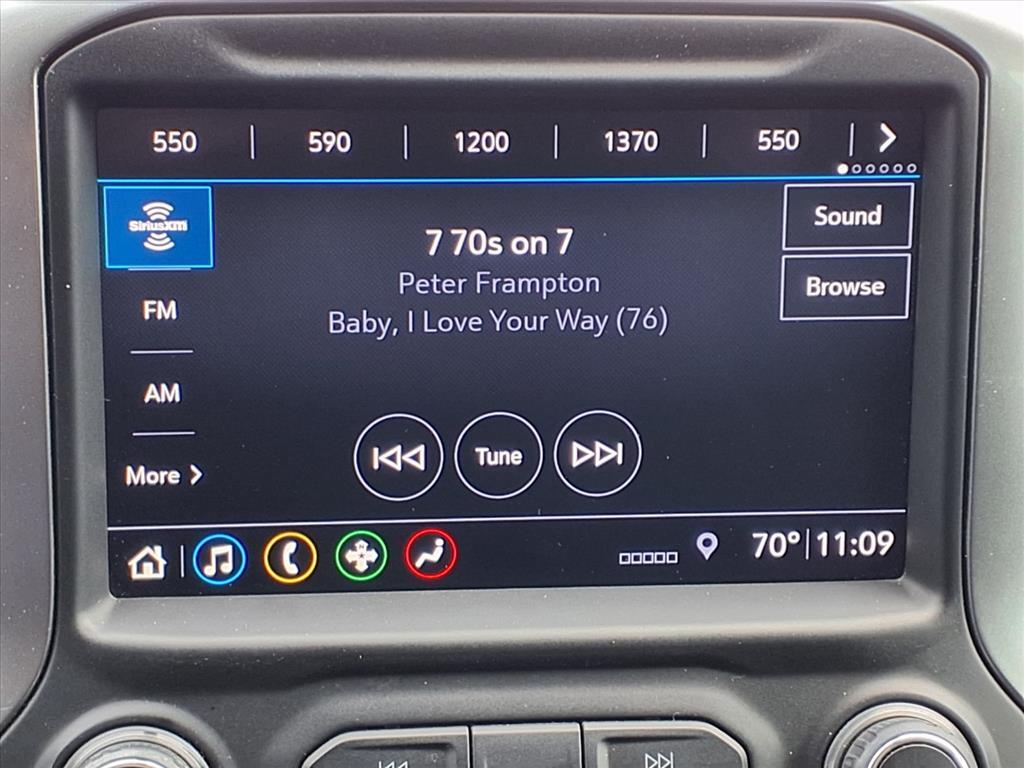 550 590 1200 1370 550
SiriusXM
7 70s on 7
Sound
Peter Frampton
Browse
FM
Baby, I Love Your Way (76)
AM
Tune
More
70° 11:09